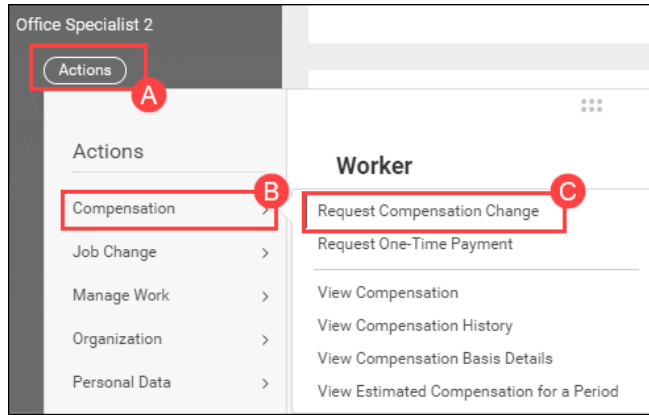 Office Specialist 2
Actions
A
Actions
Worker
B
C
Compensation
Request Compensation Change
Job Change
Request One-Time Payment
Manage Work
View Compensation
Organization
View Compensation History
View Compensation Basis Details
Personal Data
View Estimated Compensation for a Period